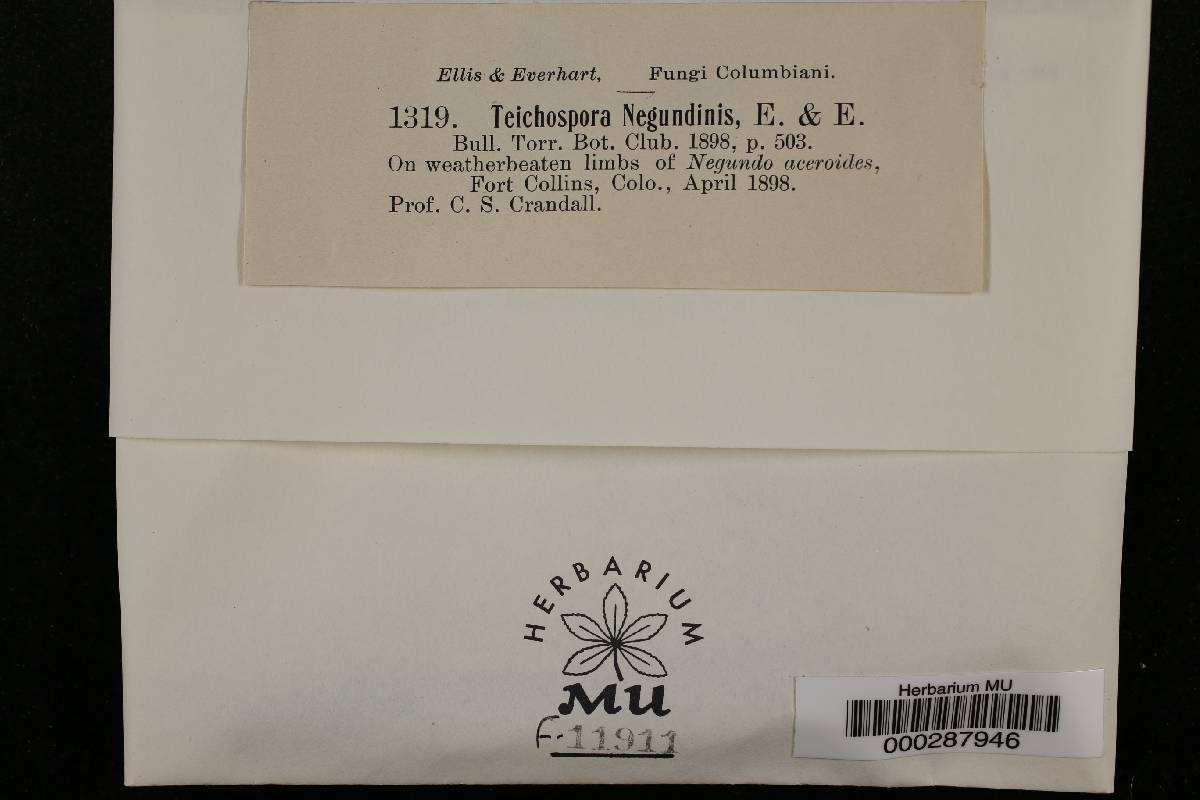 Ellis & Everhart, Fungi Columbiani.
1319. Teichospora Negundinis, E. & E.
Bull. Torr. Bot. Club. 1898, p. 503.
On weatherbeaten limbs of Negundo aceroides,
Fort Collins, Colo., April 1898.
Prof. C. S. Crandall.
HERBARIUM
MU
F-11911
Herbarium MU
000287946